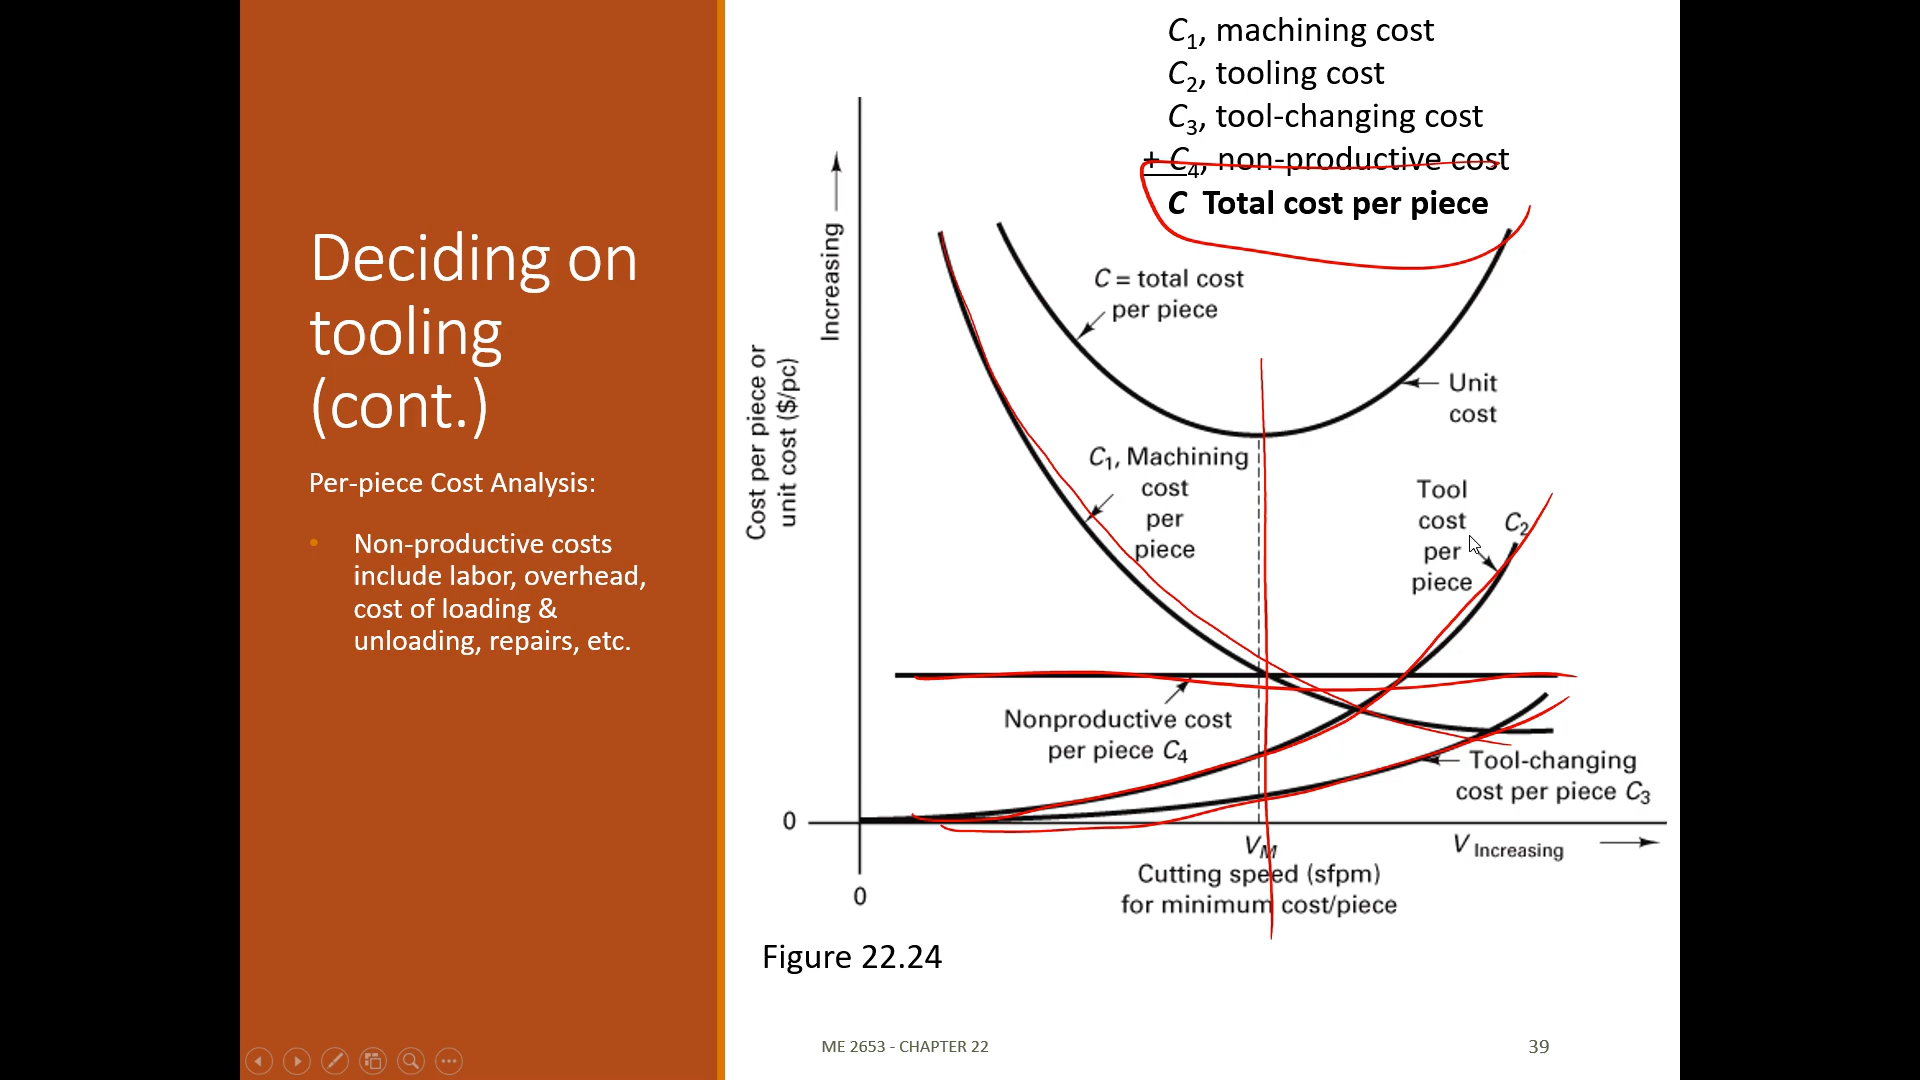 Deciding on
tooling
(cont.)
Per-piece Cost Analysis:
• Non-productive costs
include labor, overhead,
cost of loading &
unloading, repairs, etc.
C1, machining cost
C2, tooling cost
C3, tool-changing cost
+ C4, non-productive cost
C Total cost per piece
Increasing
Cost per piece or
unit cost ($/pc)
C = total cost
per piece
Unit
cost
C1, Machining
cost
per
piece
Tool
cost
per
piece
C2
Nonproductive cost
per piece C4
Tool-changing
cost per piece C3
0
0
VM
V Increasing
Cutting speed (sfpm)
for minimum cost/piece
Figure 22.24
ME 2653 - CHAPTER 22
39